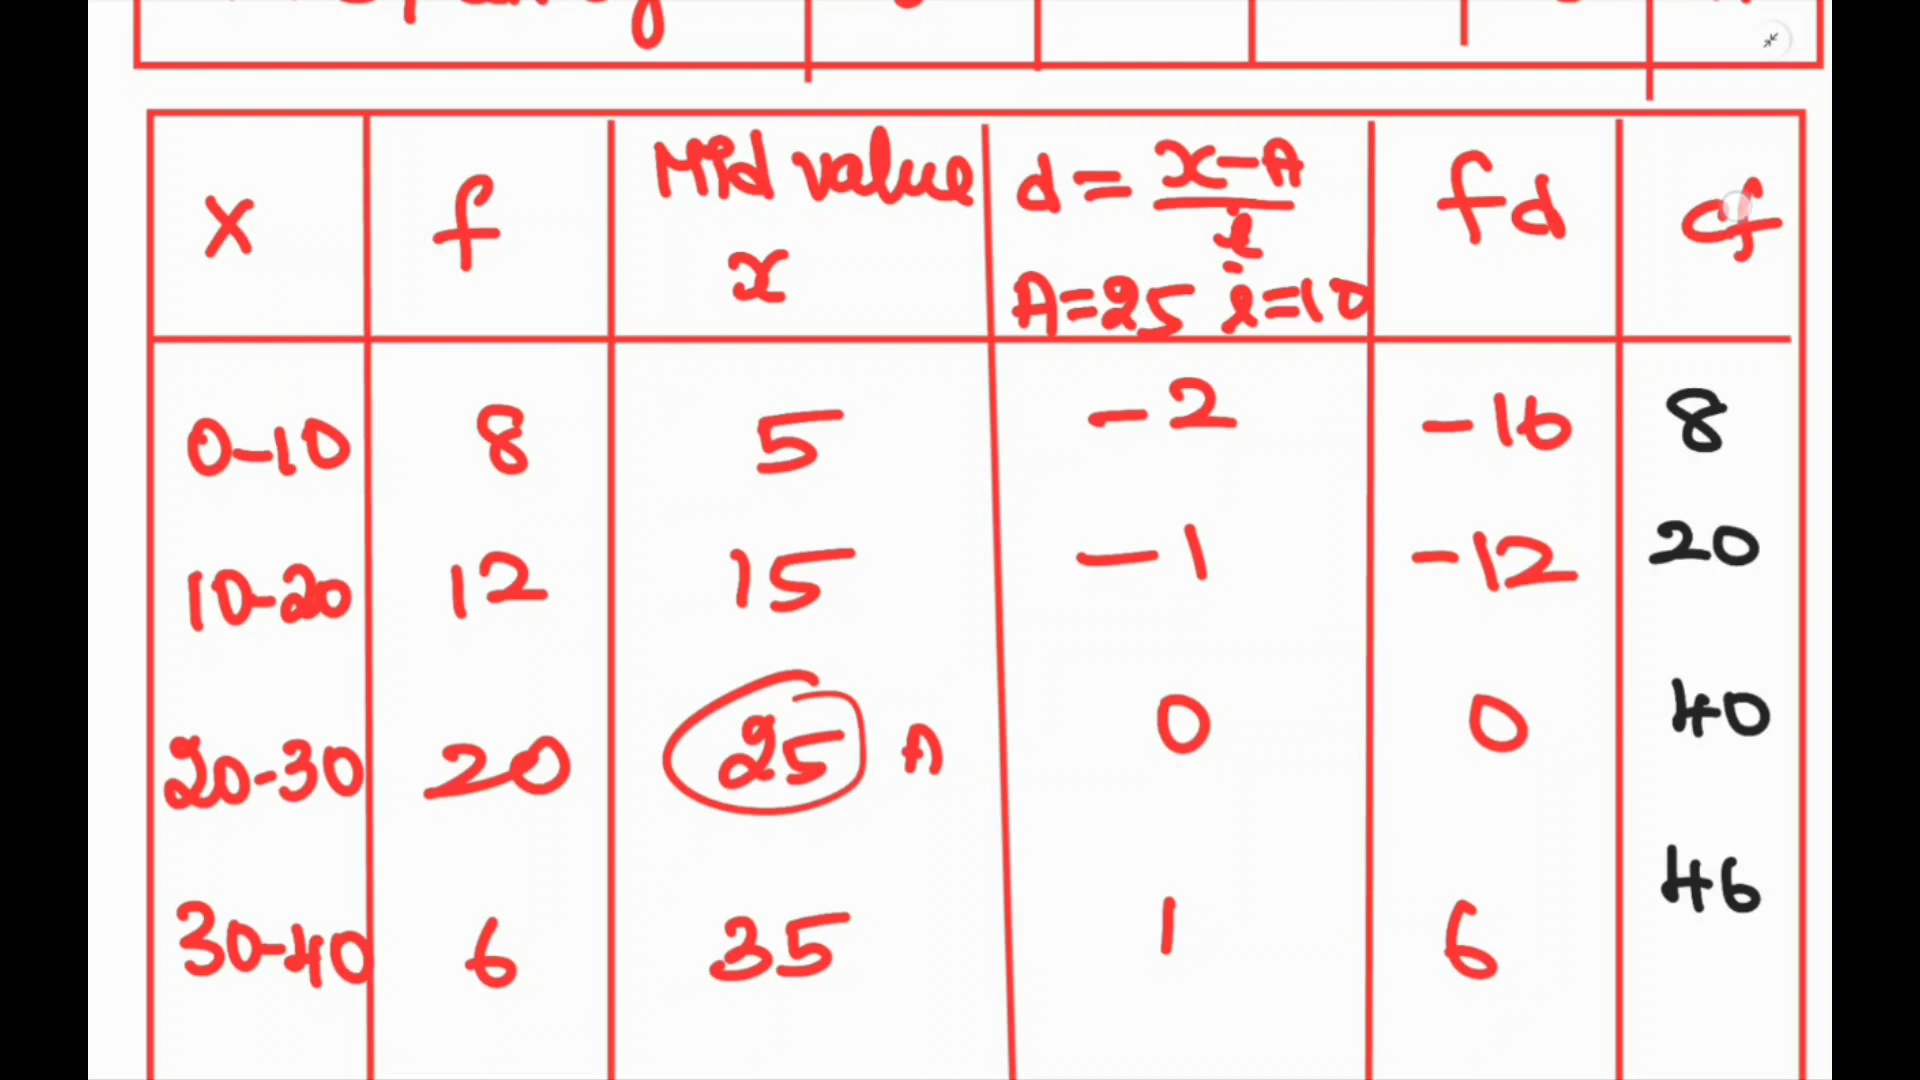 X f Mid value x d = x-A / i A=25 i=10 fd cf
0-10 8 5 -2 -16 8
10-20 12 15 -1 -12 20
20-30 20 25 A 0 0 40
30-40 6 35 1 6 46